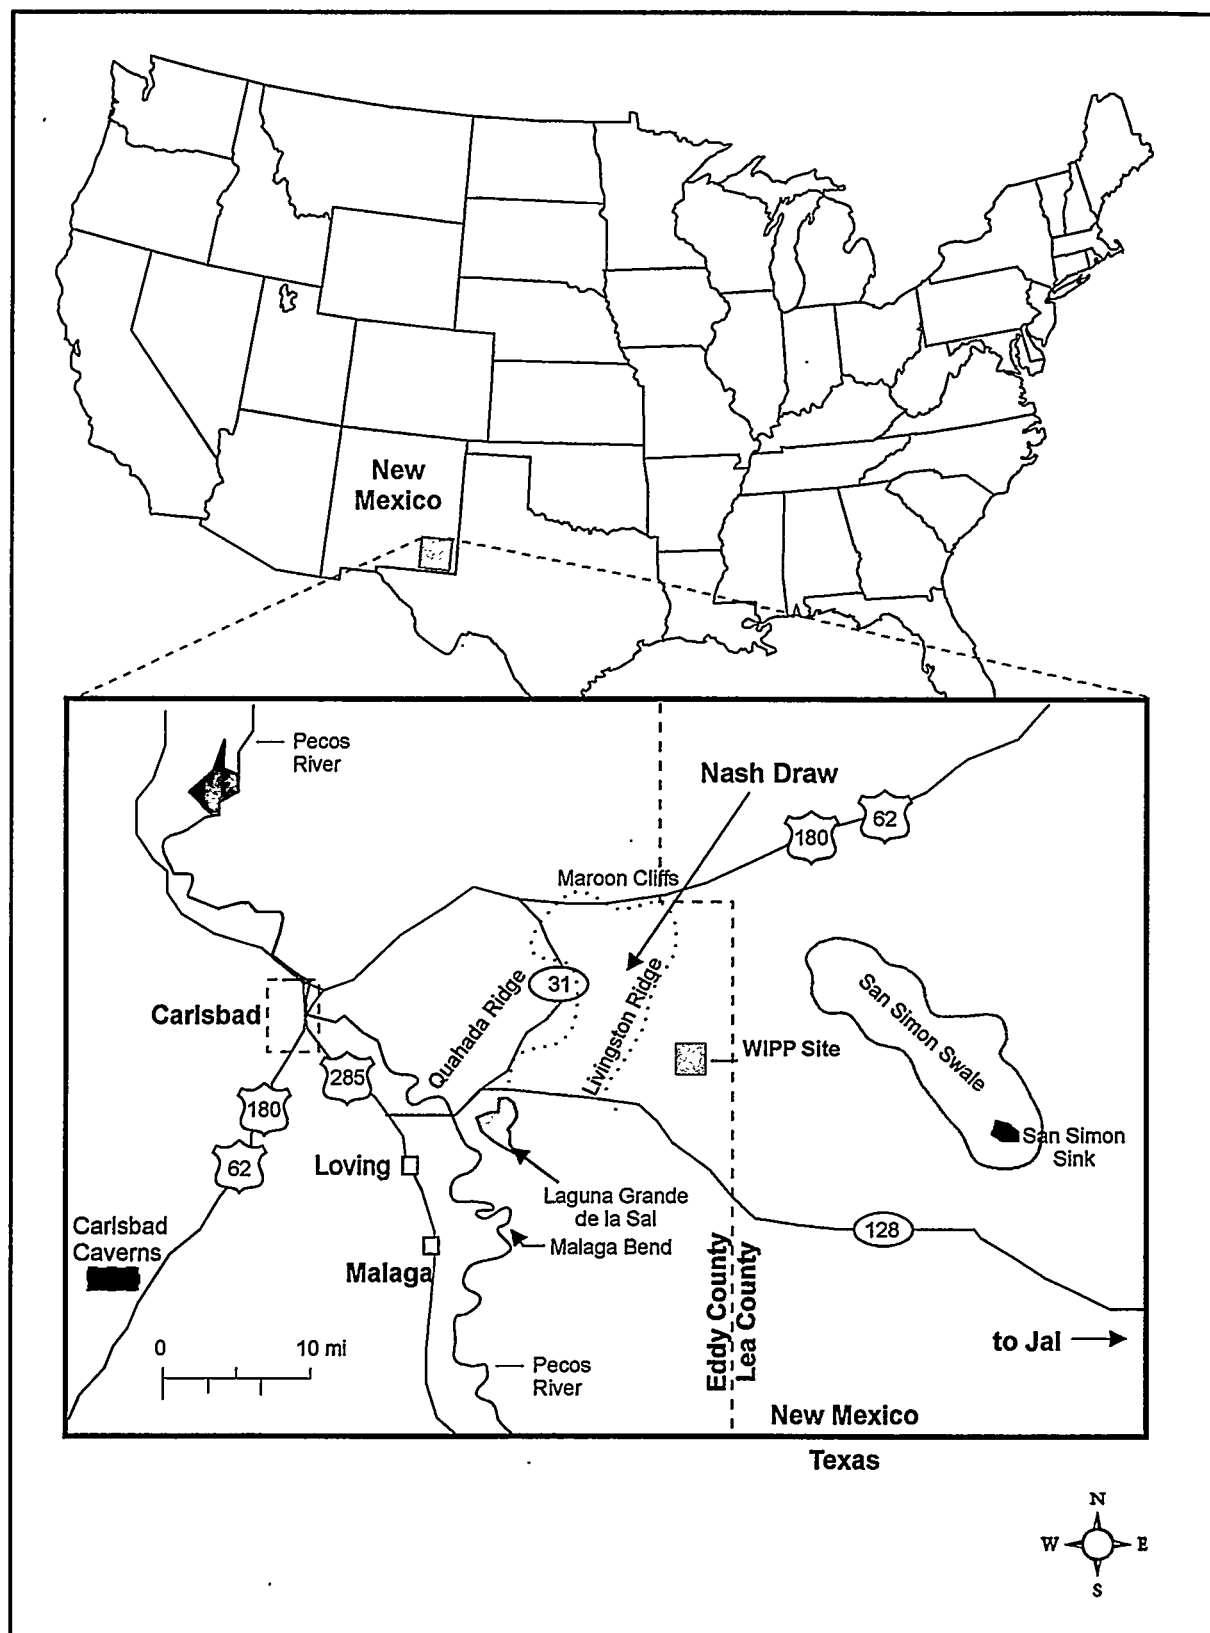 New
Mexico
Pecos
River
Nash Draw
62
180
Maroon Cliffs
31
Quahada Ridge
Livingston Ridge
San Simon Swale
Carlsbad
WIPP Site
285
180
62
San Simon
Sink
Loving
Laguna Grande
de la Sal
Malaga Bend
128
Carlsbad
Caverns
Malaga
Eddy County
Lea County
0 10 mi
to Jal
Pecos
River
New Mexico
Texas
N
W E
S